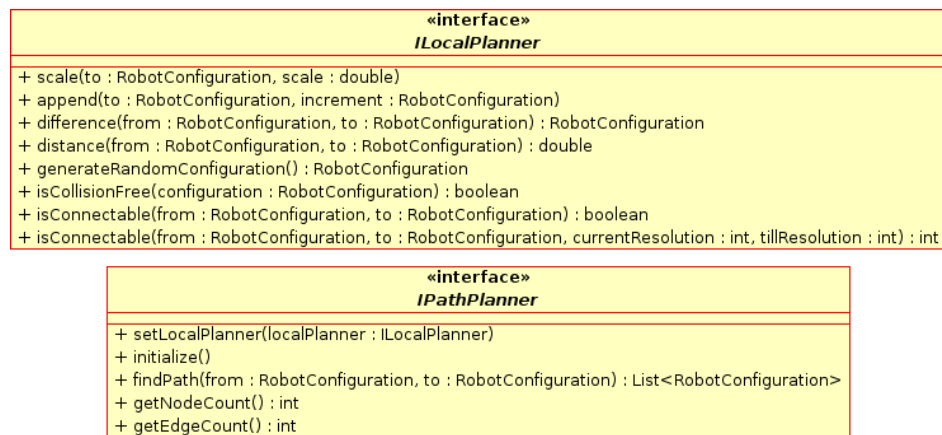 «interface»
ILocalPlanner
+ scale(to : RobotConfiguration, scale : double)
+ append(to : RobotConfiguration, increment : RobotConfiguration)
+ difference(from : RobotConfiguration, to : RobotConfiguration) : RobotConfiguration
+ distance(from : RobotConfiguration, to : RobotConfiguration) : double
+ generateRandomConfiguration() : RobotConfiguration
+ isCollisionFree(configuration : RobotConfiguration) : boolean
+ isConnectable(from : RobotConfiguration, to : RobotConfiguration) : boolean
+ isConnectable(from : RobotConfiguration, to : RobotConfiguration, currentResolution : int, tillResolution : int) : int
«interface»
IPathPlanner
+ setLocalPlanner(localPlanner : ILocalPlanner)
+ initialize()
+ findPath(from : RobotConfiguration, to : RobotConfiguration) : List<RobotConfiguration>
+ getNodeCount() : int
+ getEdgeCount() : int